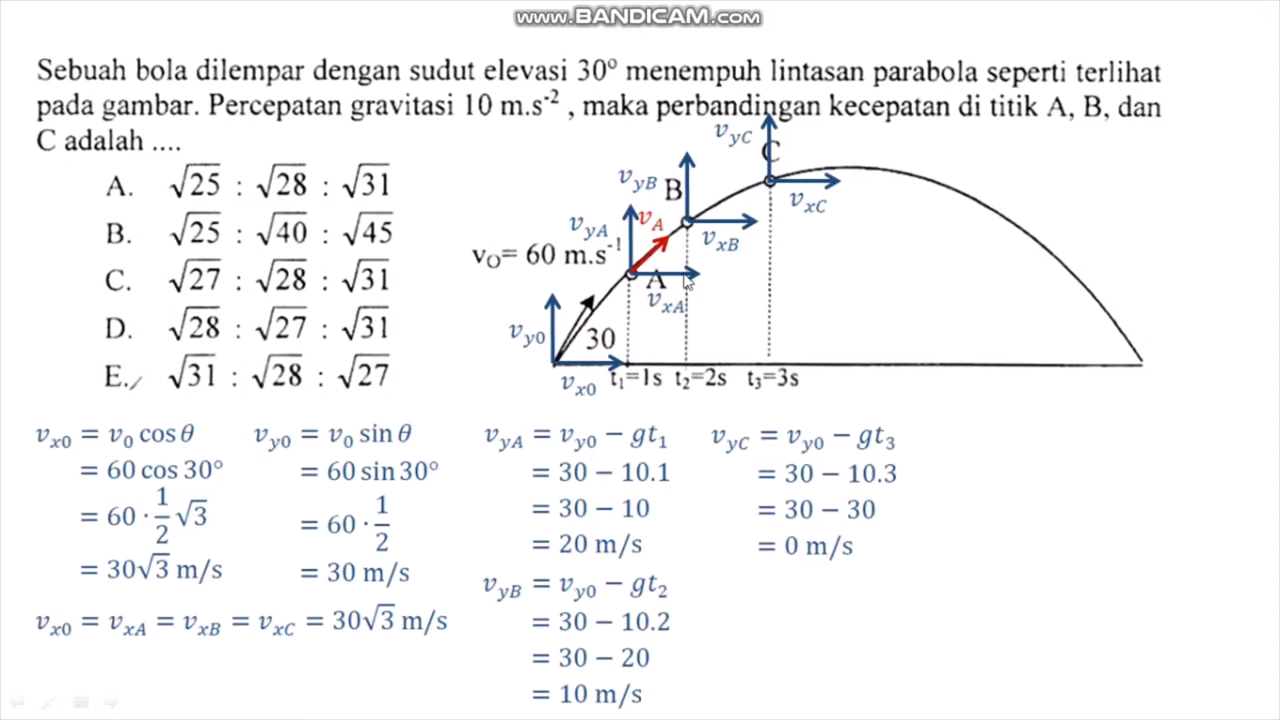 www.BANDICAM.com
Sebuah bola dilempar dengan sudut elevasi 30° menempuh lintasan parabola seperti terlihat
pada gambar. Percepatan gravitasi 10 m.s⁻² , maka perbandingan kecepatan di titik A, B, dan
C adalah ....
A. √25 : √28 : √31
B. √25 : √40 : √45
C. √27 : √28 : √31
D. √28 : √27 : √31
E. √31 : √28 : √27
v_yC
C
v_xC
v_yB
B
v_xB
v_yA
v_A
A
v_xA
v_O= 60 m.s⁻¹
v_y0
30
v_x0
t₁=1s t₂=2s t₃=3s
v_x0 = v_0 cos θ
= 60 cos 30°
= 60 · 1/2 √3
= 30√3 m/s
v_y0 = v_0 sin θ
= 60 sin 30°
= 60 · 1/2
= 30 m/s
v_x0 = v_xA = v_xB = v_xC = 30√3 m/s
v_yA = v_y0 − gt₁
= 30 − 10.1
= 30 − 10
= 20 m/s
v_yB = v_y0 − gt₂
= 30 − 10.2
= 30 − 20
= 10 m/s
v_yC = v_y0 − gt₃
= 30 − 10.3
= 30 − 30
= 0 m/s